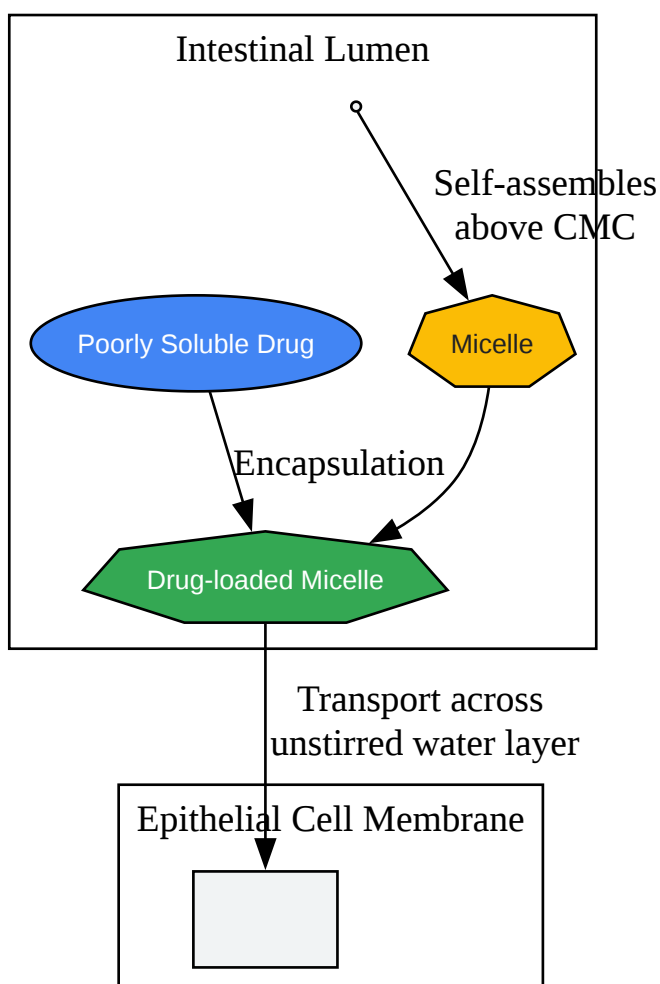 Intestinal Lumen
Self-assembles
above CMC
Poorly Soluble Drug
Micelle
Encapsulation
Drug-loaded Micelle
Transport across
unstirred water layer
Epithelial Cell Membrane